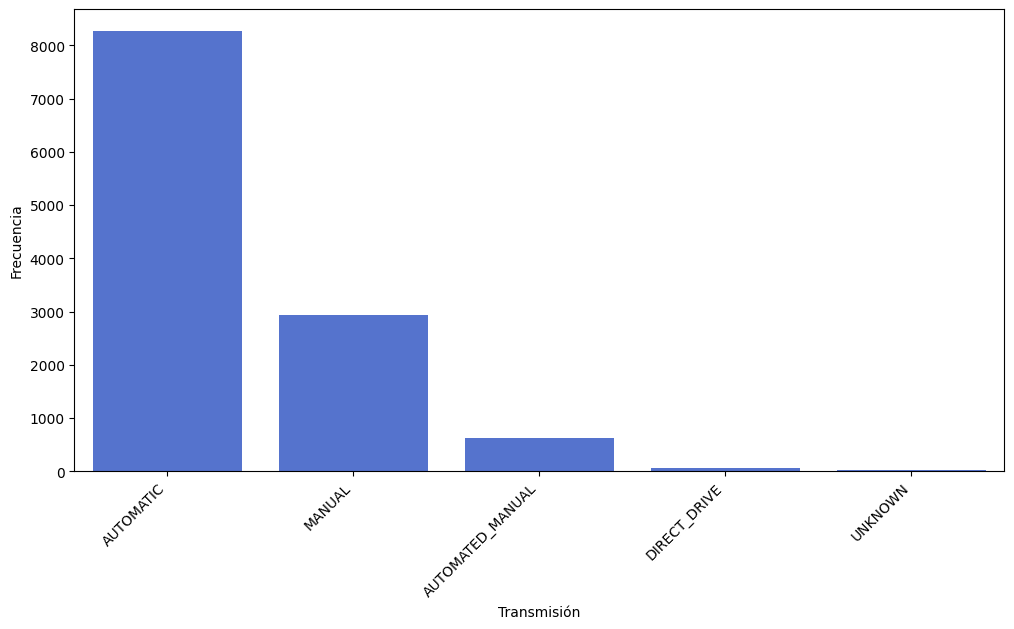 8000
7000
6000
5000
4000
3000
2000
1000
0
Frecuencia
AUTOMATIC
MANUAL
AUTOMATED_MANUAL
DIRECT_DRIVE
UNKNOWN
Transmisión